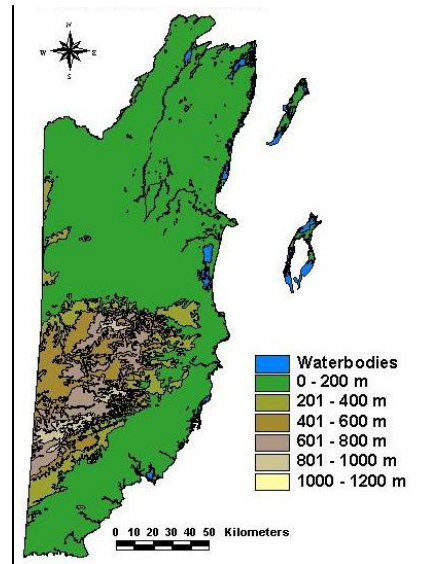 N
W E
S
Waterbodies
0 - 200 m
201 - 400 m
401 - 600 m
601 - 800 m
801 - 1000 m
1000 - 1200 m
0 10 20 30 40 50 Kilometers